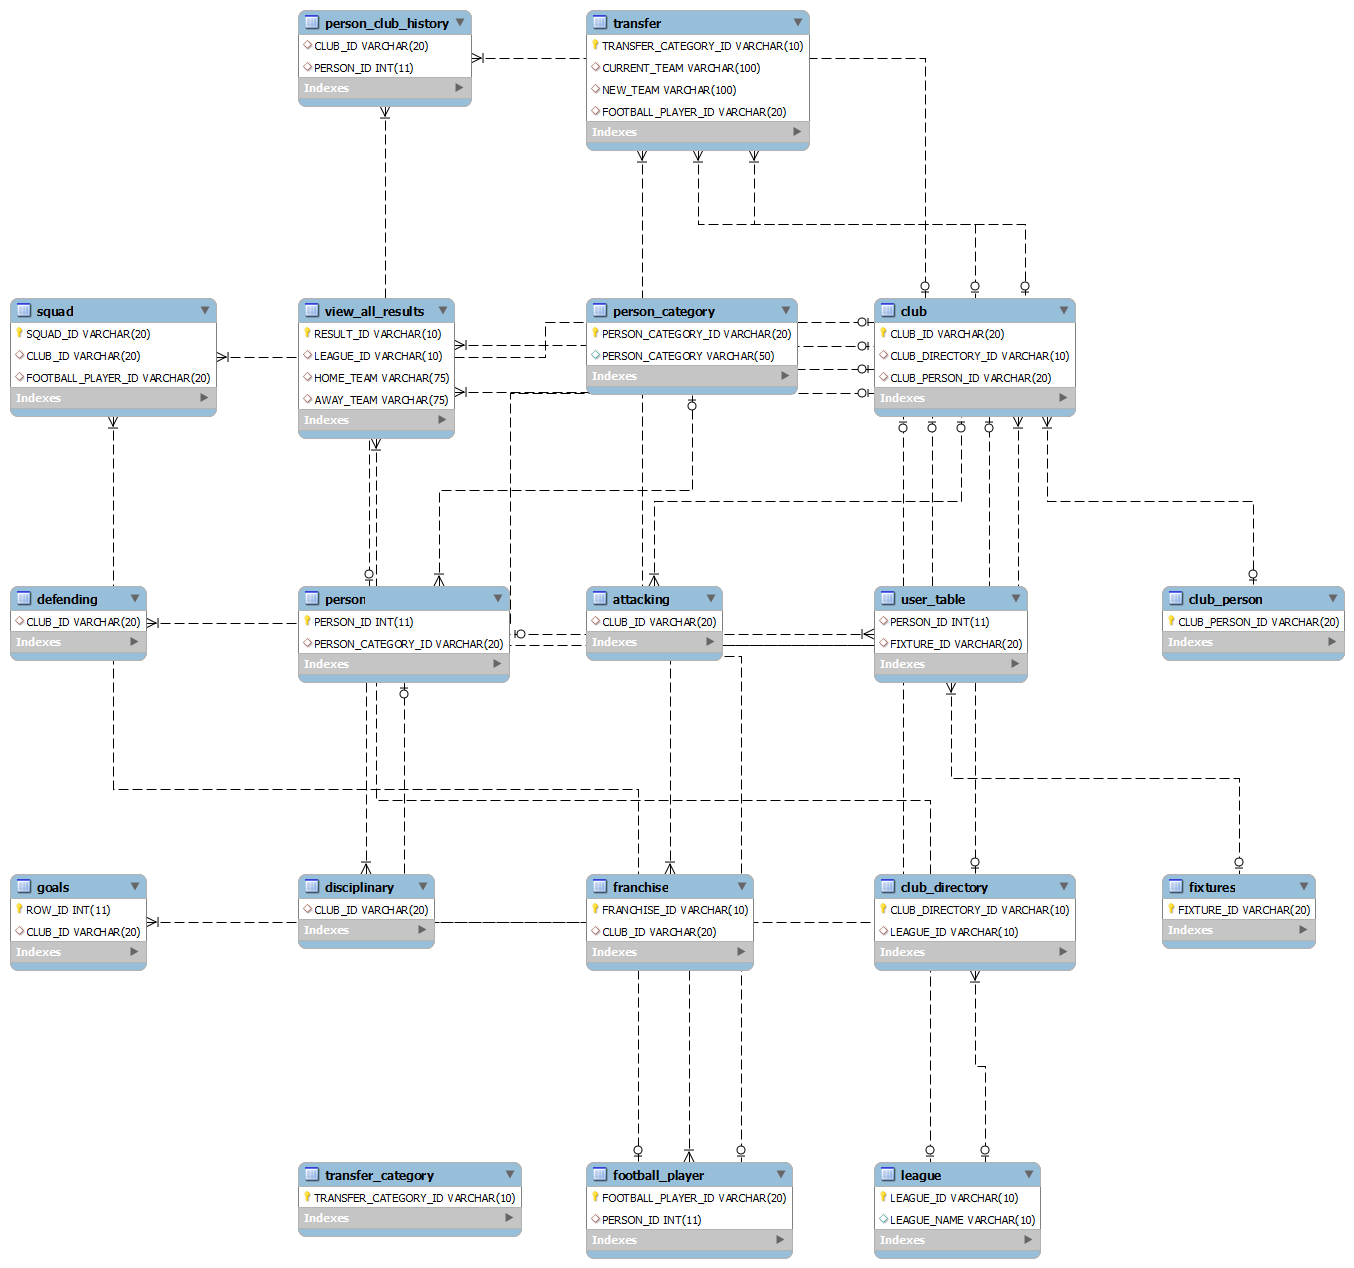 person_club_history
CLUB_ID VARCHAR(20)
PERSON_ID INT(11)
Indexes
transfer
TRANSFER_CATEGORY_ID VARCHAR(10)
CURRENT_TEAM VARCHAR(100)
NEW_TEAM VARCHAR(100)
FOOTBALL_PLAYER_ID VARCHAR(20)
Indexes
squad
SQUAD_ID VARCHAR(20)
CLUB_ID VARCHAR(20)
FOOTBALL_PLAYER_ID VARCHAR(20)
Indexes
view_all_results
RESULT_ID VARCHAR(10)
LEAGUE_ID VARCHAR(10)
HOME_TEAM VARCHAR(75)
AWAY_TEAM VARCHAR(75)
Indexes
person_category
PERSON_CATEGORY_ID VARCHAR(20)
PERSON_CATEGORY VARCHAR(50)
Indexes
club
CLUB_ID VARCHAR(20)
CLUB_DIRECTORY_ID VARCHAR(10)
CLUB_PERSON_ID VARCHAR(20)
Indexes
defending
CLUB_ID VARCHAR(20)
Indexes
person
PERSON_ID INT(11)
PERSON_CATEGORY_ID VARCHAR(20)
Indexes
attacking
CLUB_ID VARCHAR(20)
Indexes
user_table
PERSON_ID INT(11)
FIXTURE_ID VARCHAR(20)
Indexes
club_person
CLUB_PERSON_ID VARCHAR(20)
Indexes
goals
ROW_ID INT(11)
CLUB_ID VARCHAR(20)
Indexes
disciplinary
CLUB_ID VARCHAR(20)
Indexes
franchise
FRANCHISE_ID VARCHAR(10)
CLUB_ID VARCHAR(20)
Indexes
club_directory
CLUB_DIRECTORY_ID VARCHAR(10)
LEAGUE_ID VARCHAR(10)
Indexes
fixtures
FIXTURE_ID VARCHAR(20)
Indexes
transfer_category
TRANSFER_CATEGORY_ID VARCHAR(10)
Indexes
football_player
FOOTBALL_PLAYER_ID VARCHAR(20)
PERSON_ID INT(11)
Indexes
league
LEAGUE_ID VARCHAR(10)
LEAGUE_NAME VARCHAR(10)
Indexes